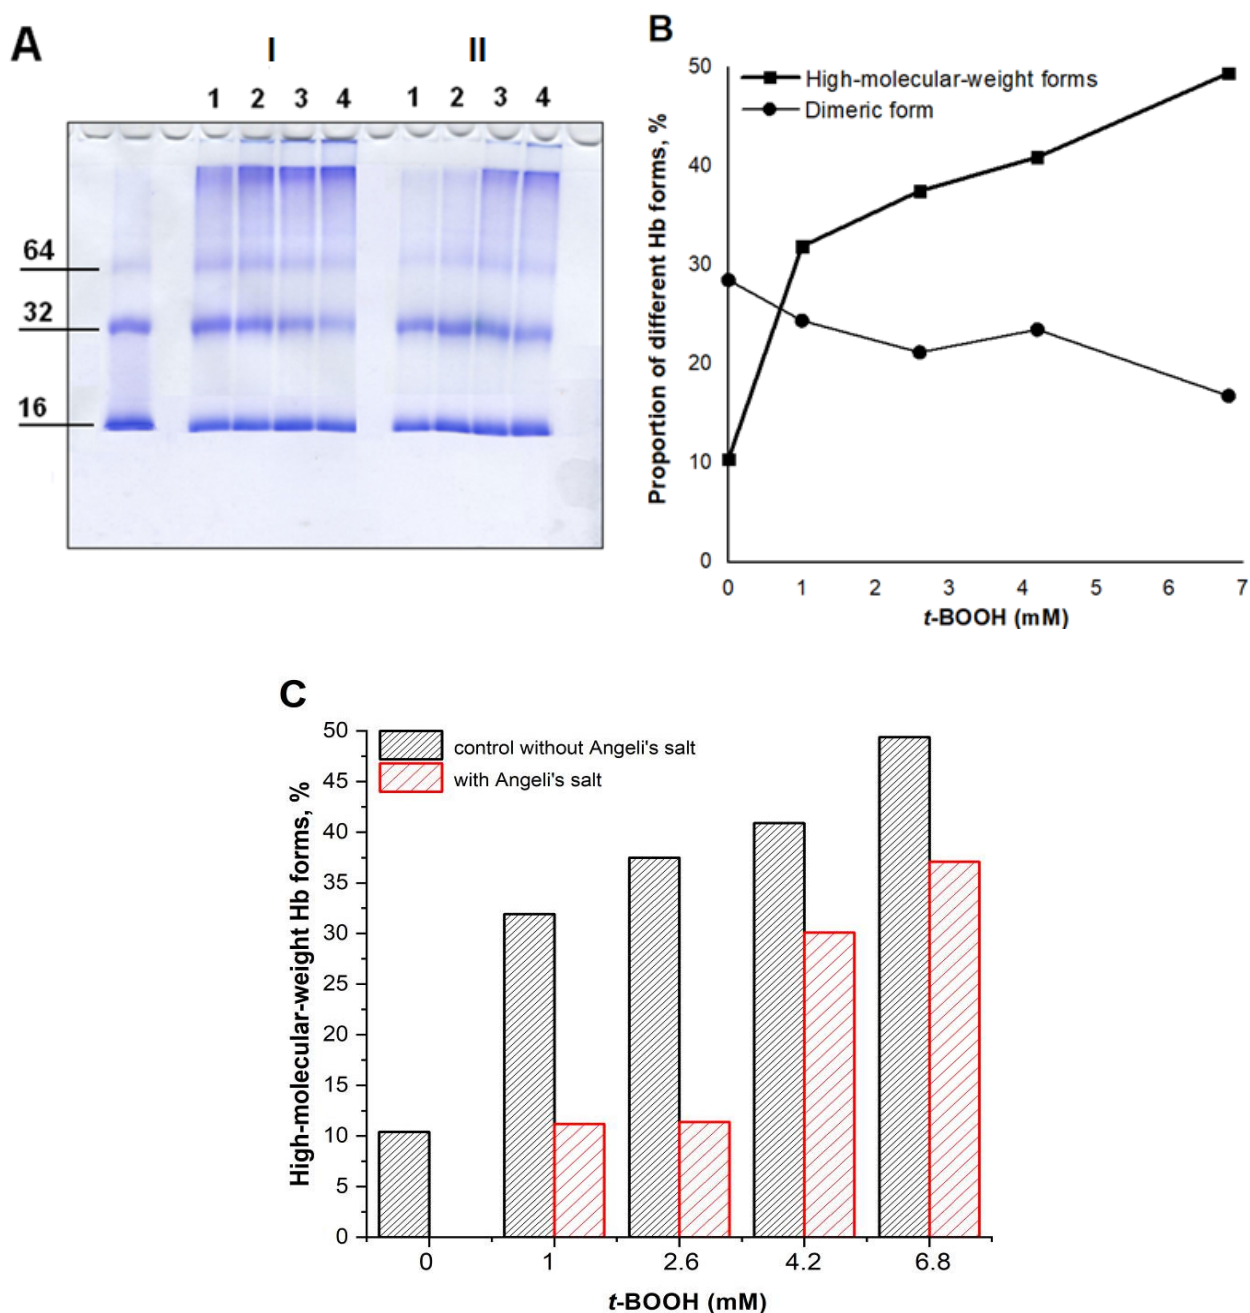 A
I II
1 2 3 4 1 2 3 4
64
32
16
B
50
40
30
20
10
0
High-molecular-weight forms
Dimeric form
Proportion of different Hb forms, %
0 1 2 3 4 5 6 7
t-BOOH (mM)
C
50
45
40
35
30
25
20
15
10
5
0
control without Angeli's salt
with Angeli's salt
High-molecular-weight Hb forms, %
0 1 2.6 4.2 6.8
t-BOOH (mM)